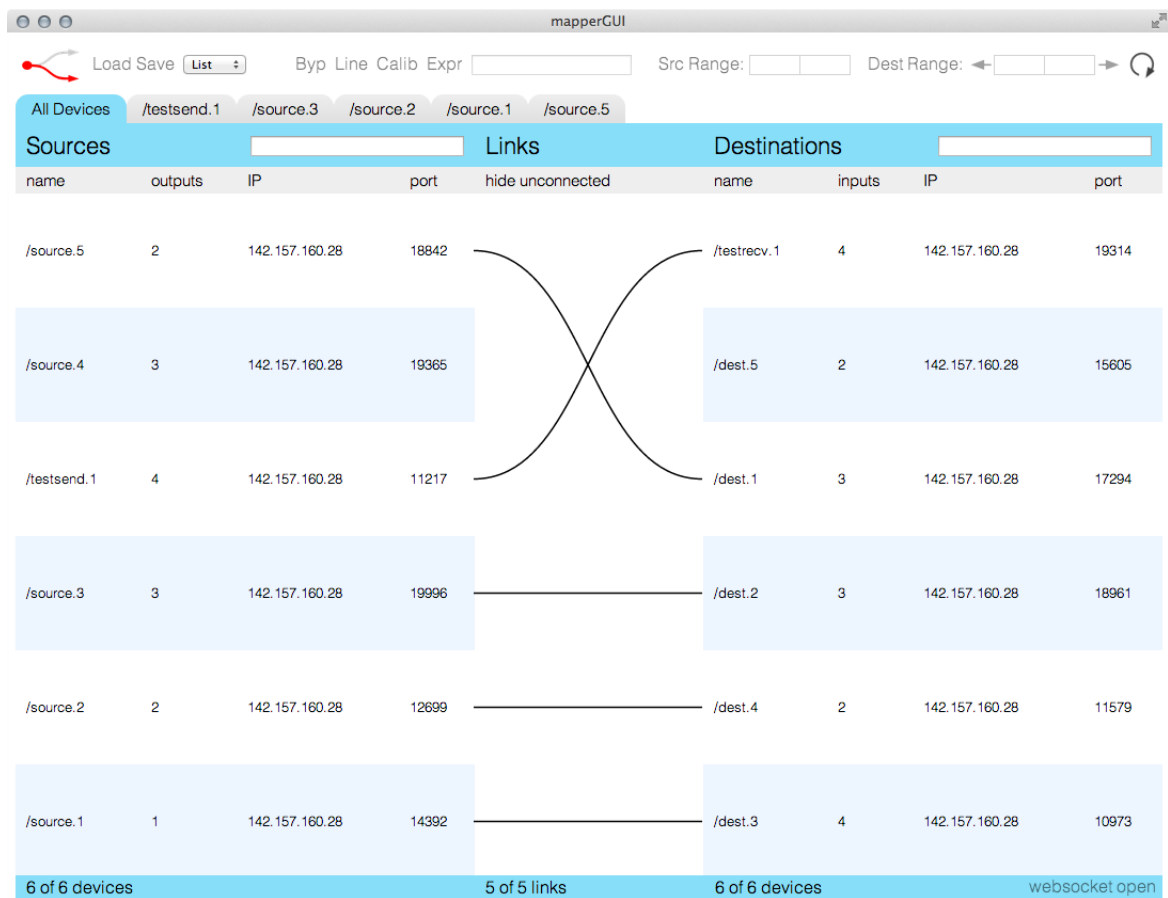 mapperGUI
Load Save List Byp Line Calib Expr Src Range: Dest Range:
All Devices /testsend.1 /source.3 /source.2 /source.1 /source.5
Sources Links Destinations
name outputs IP port hide unconnected name inputs IP port
/source.5 2 142.157.160.28 18842 /testrecv.1 4 142.157.160.28 19314
/source.4 3 142.157.160.28 19365 /dest.5 2 142.157.160.28 15605
/testsend.1 4 142.157.160.28 11217 /dest.1 3 142.157.160.28 17294
/source.3 3 142.157.160.28 19996 /dest.2 3 142.157.160.28 18961
/source.2 2 142.157.160.28 12699 /dest.4 2 142.157.160.28 11579
/source.1 1 142.157.160.28 14392 /dest.3 4 142.157.160.28 10973
6 of 6 devices 5 of 5 links 6 of 6 devices websocket open